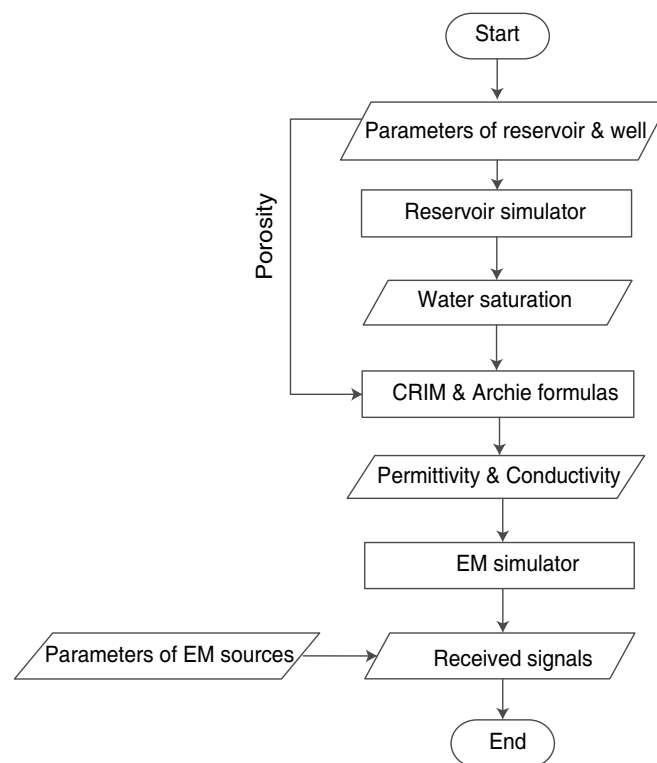 Start
Parameters of reservoir & well
Porosity
Reservoir simulator
Water saturation
CRIM & Archie formulas
Permittivity & Conductivity
EM simulator
Parameters of EM sources
Received signals
End